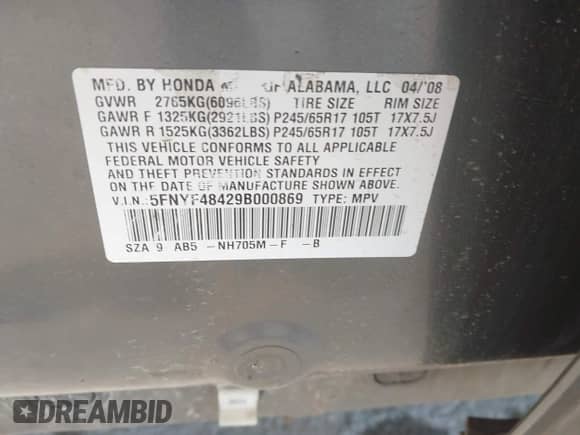 MFD. BY HONDA OF ALABAMA, LLC 04/'08
GVWR 2765KG(6096LBS) TIRE SIZE RIM SIZE
GAWR F 1325KG(2921LBS) P245/65R17 105T 17X7.5J
GAWR R 1525KG(3362LBS) P245/65R17 105T 17X7.5J
THIS VEHICLE CONFORMS TO ALL APPLICABLE
FEDERAL MOTOR VEHICLE SAFETY
AND THEFT PREVENTION STANDARDS IN EFFECT
ON THE DATE OF MANUFACTURE SHOWN ABOVE.
V.I.N.:5FNYF48429B000869 TYPE: MPV
SZA 9 AB5 -NH705M-F -B
DREAMBID